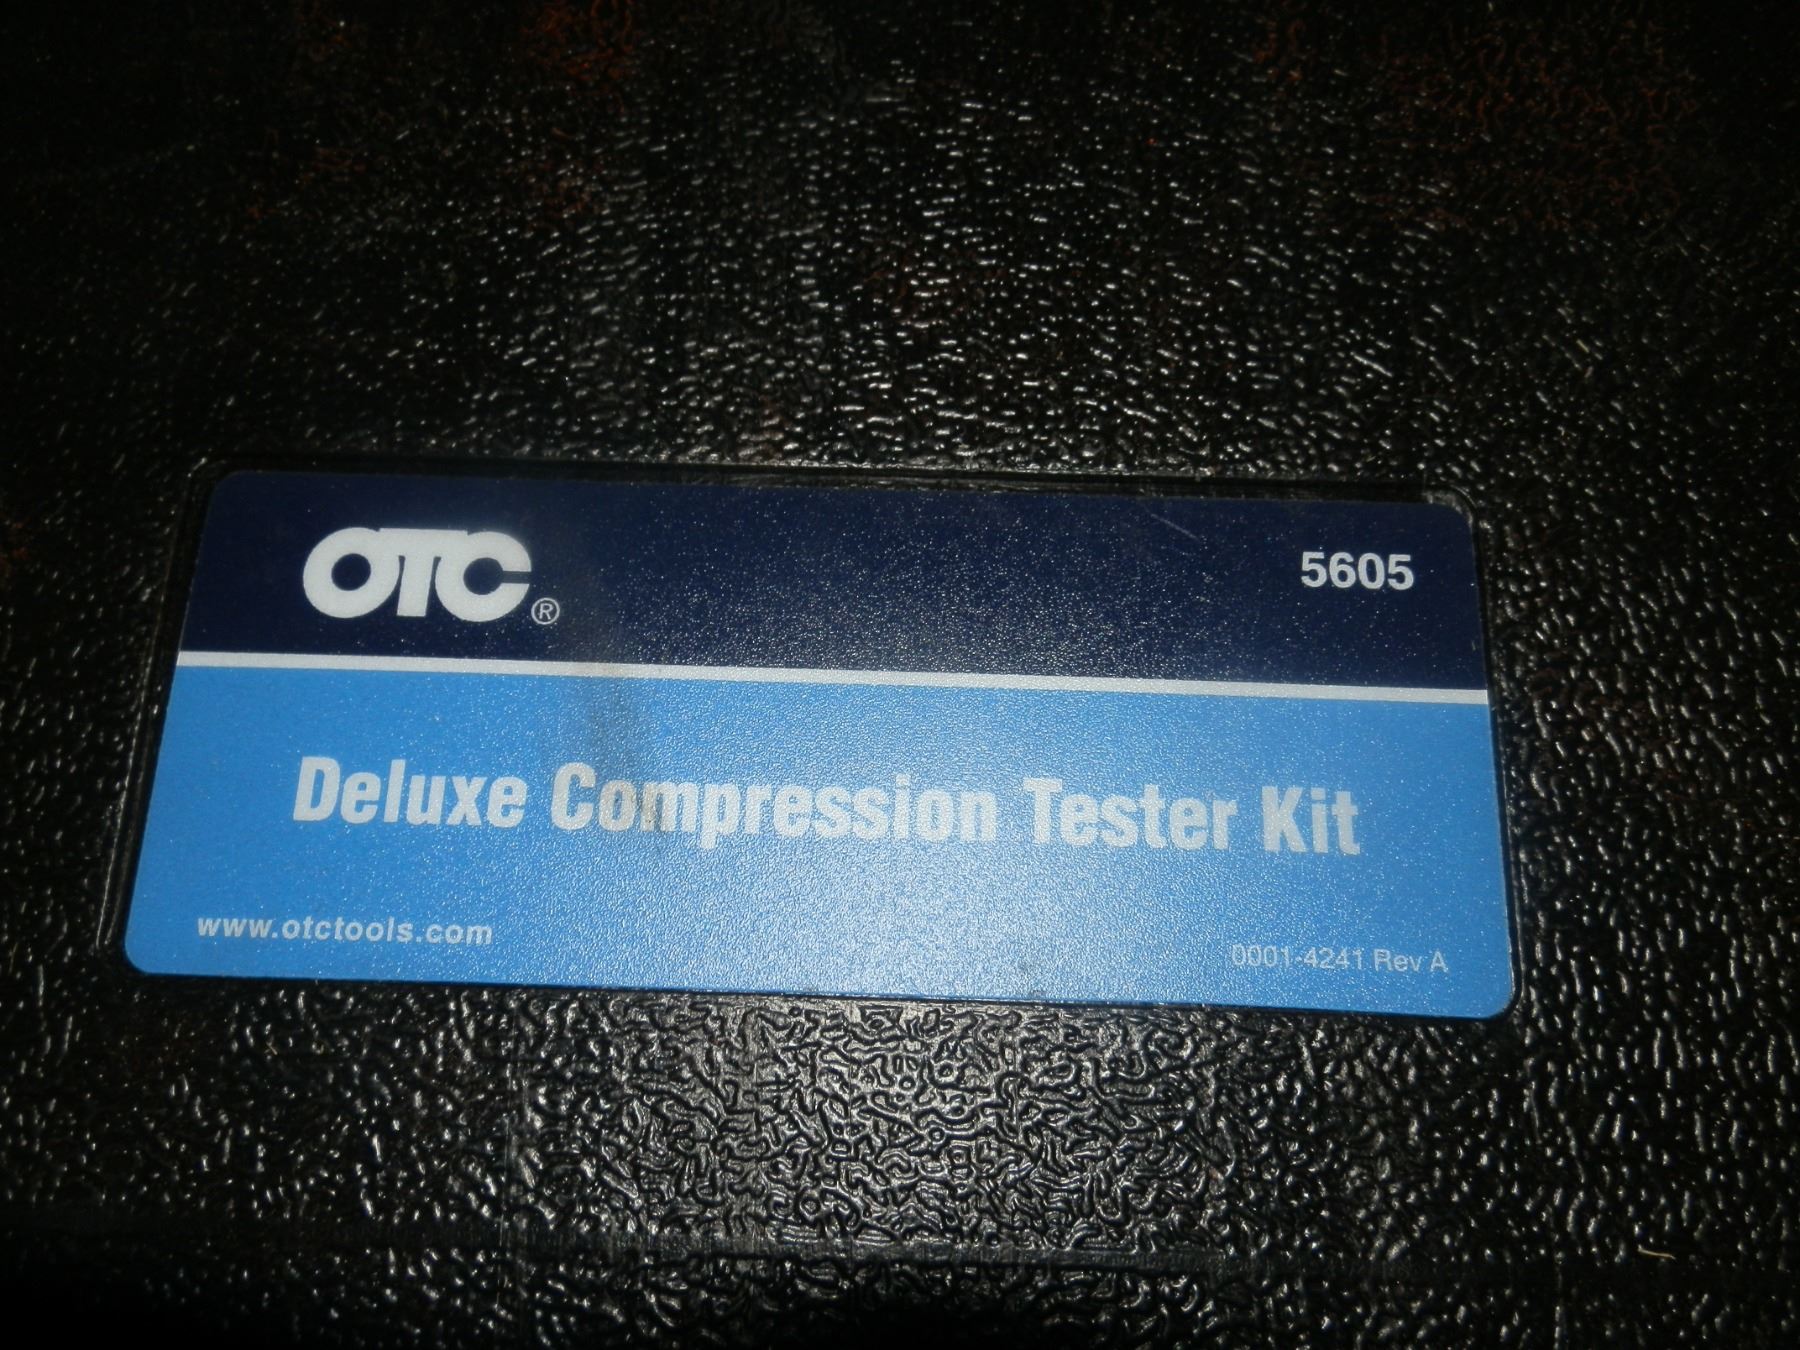 OTC®
5605
Deluxe Compression Tester Kit
www.otctools.com
0001-4241 Rev A